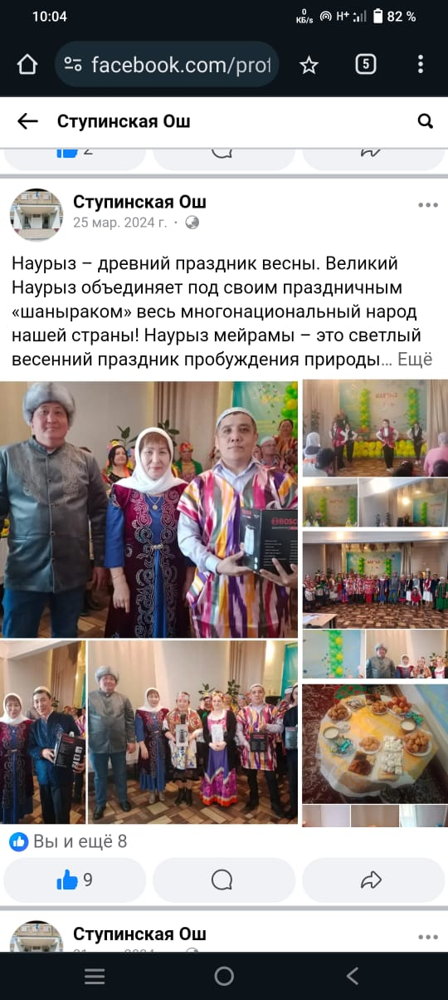 10:04
0
КБ/s
H+
82 %
facebook.com/prof
5
Ступинская Ош
2
Ступинская Ош
25 мар. 2024 г. ·
Наурыз – древний праздник весны. Великий
Наурыз объединяет под своим праздничным
«шаныраком» весь многонациональный народ
нашей страны! Наурыз мейрамы – это светлый
весенний праздник пробуждения природы... Ещё
BOSCH
Вы и ещё 8
9
Ступинская Ош